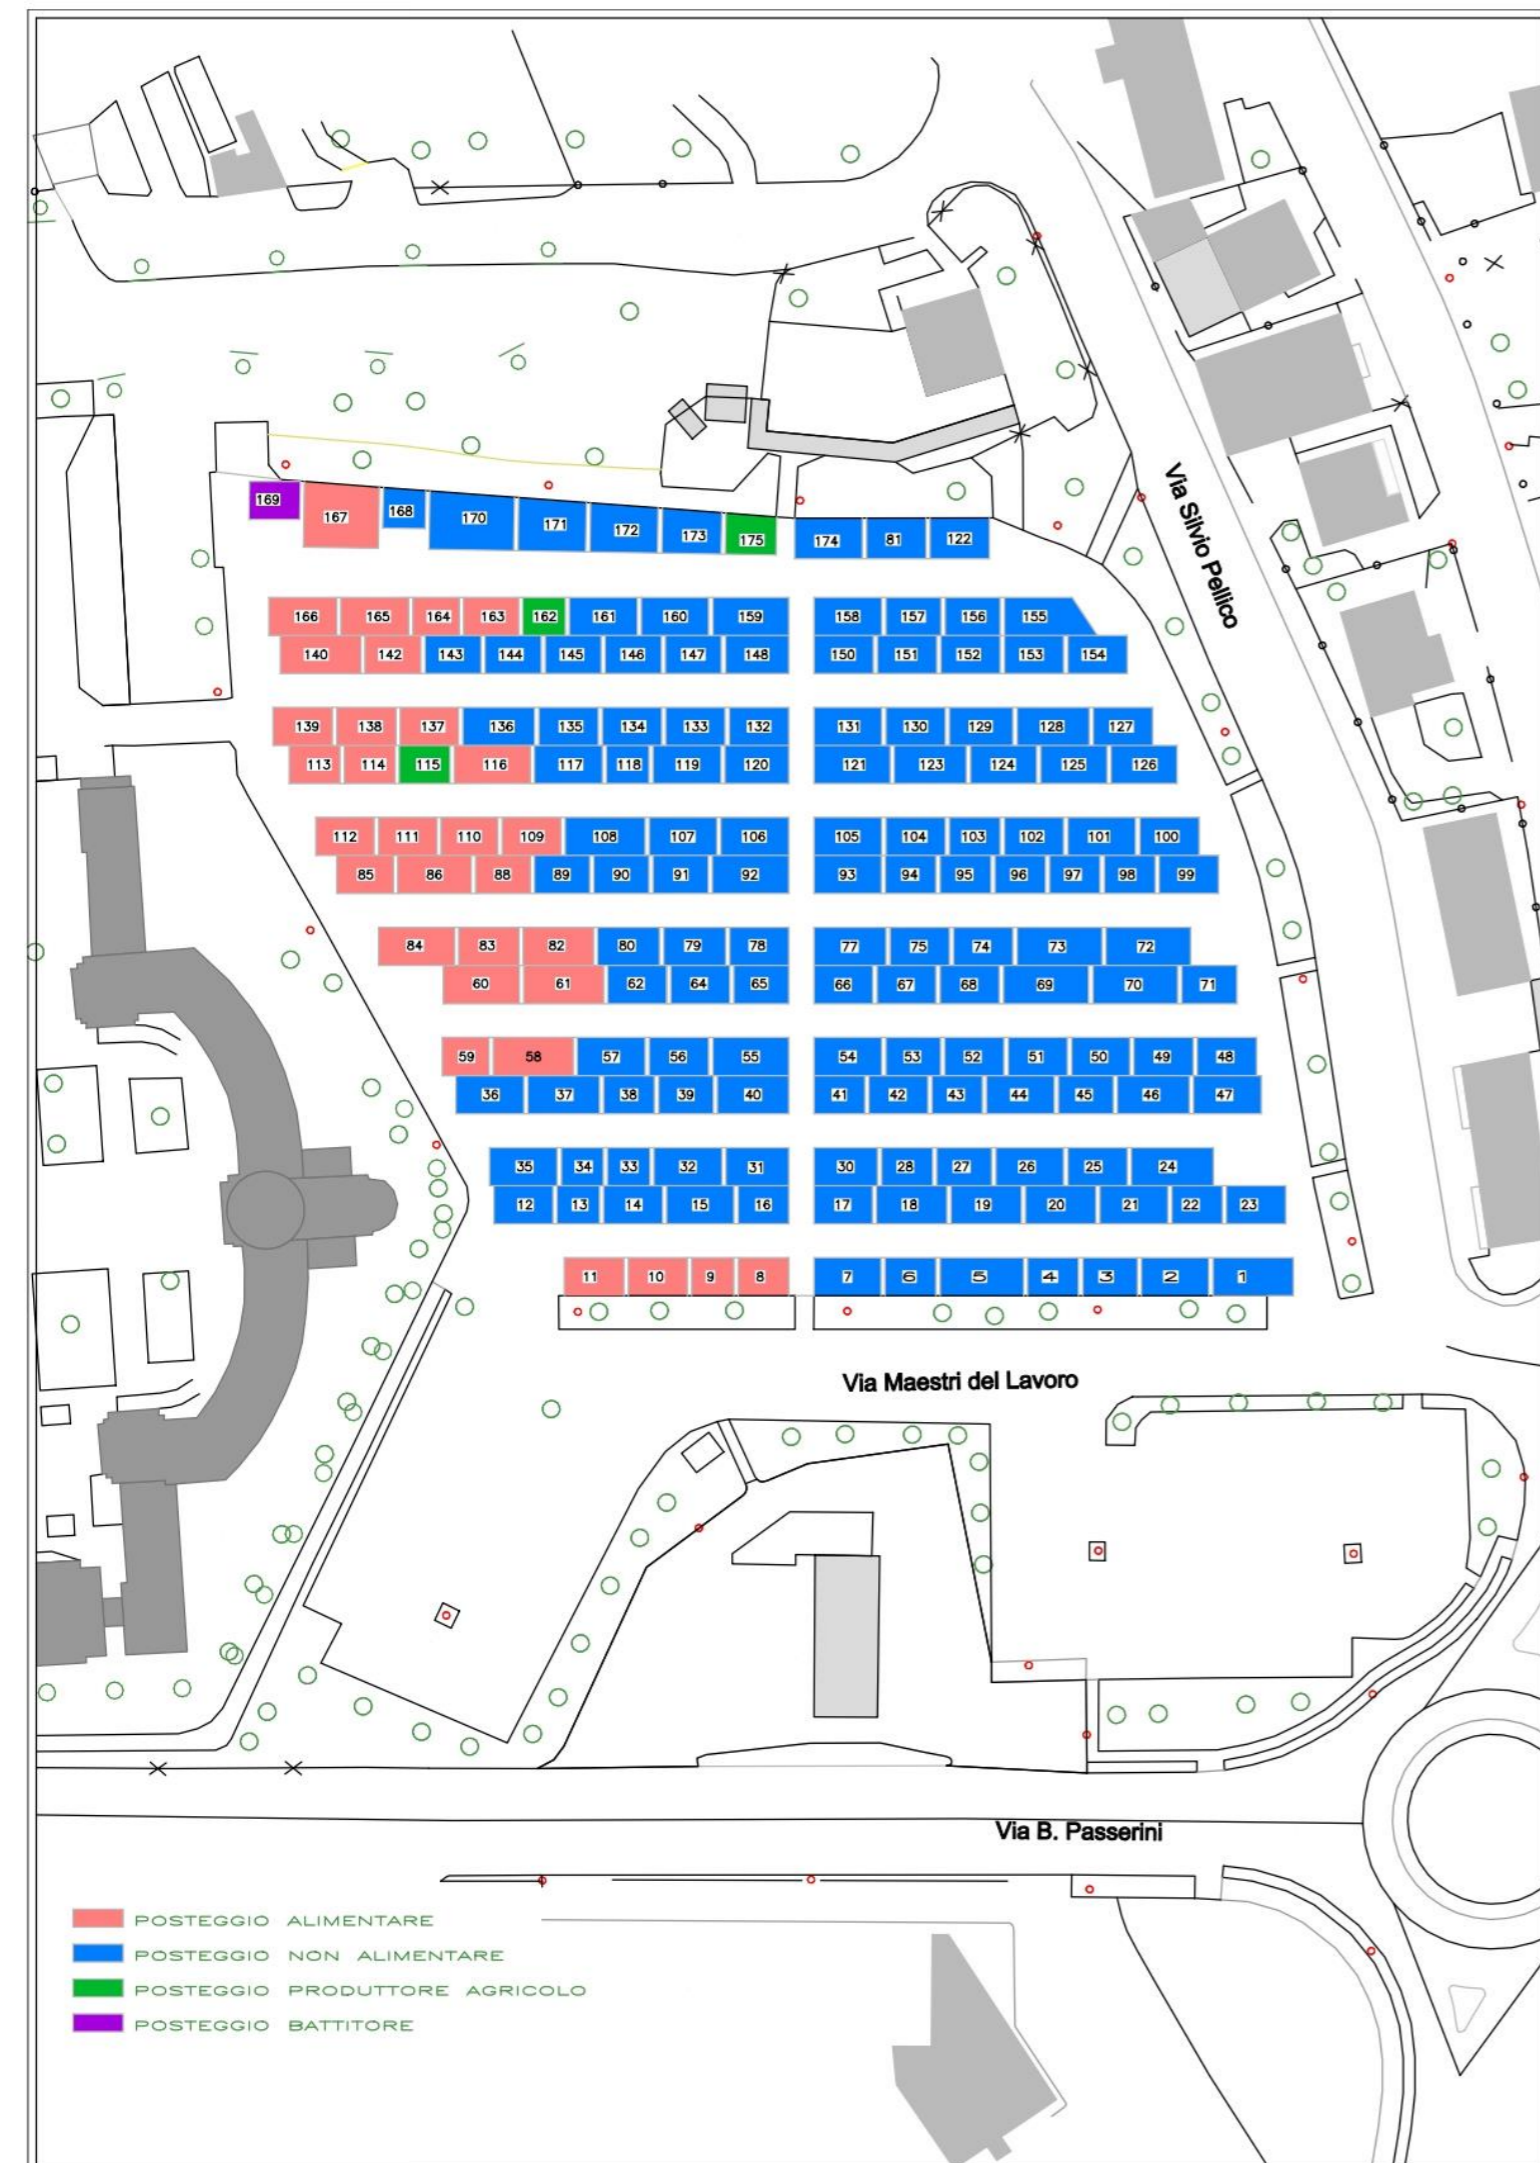 169 167 168 170 171 172 173 175 174 81 122
166 165 164 163 162 161 160 159 158 157 156 155
140 142 143 144 145 146 147 148 150 151 152 153 154
139 138 137 136 135 134 133 132 131 130 129 128 127
113 114 115 116 117 118 119 120 121 123 124 125 126
112 111 110 109 108 107 106 105 104 103 102 101 100
85 86 88 89 90 91 92 93 94 95 96 97 98 99
84 83 82 80 79 78 77 75 74 73 72
60 61 62 64 65 66 67 68 69 70 71
59 58 57 56 55 54 53 52 51 50 49 48
36 37 38 39 40 41 42 43 44 45 46 47
35 34 33 32 31 30 28 27 26 25 24
12 13 14 15 16 17 18 19 20 21 22 23
11 10 9 8 7 6 5 4 3 2 1
Via Silvio Pellico
Via Maestri del Lavoro
Via B. Passerini
POSTEGGIO ALIMENTARE
POSTEGGIO NON ALIMENTARE
POSTEGGIO PRODUTTORE AGRICOLO
POSTEGGIO BATTITORE